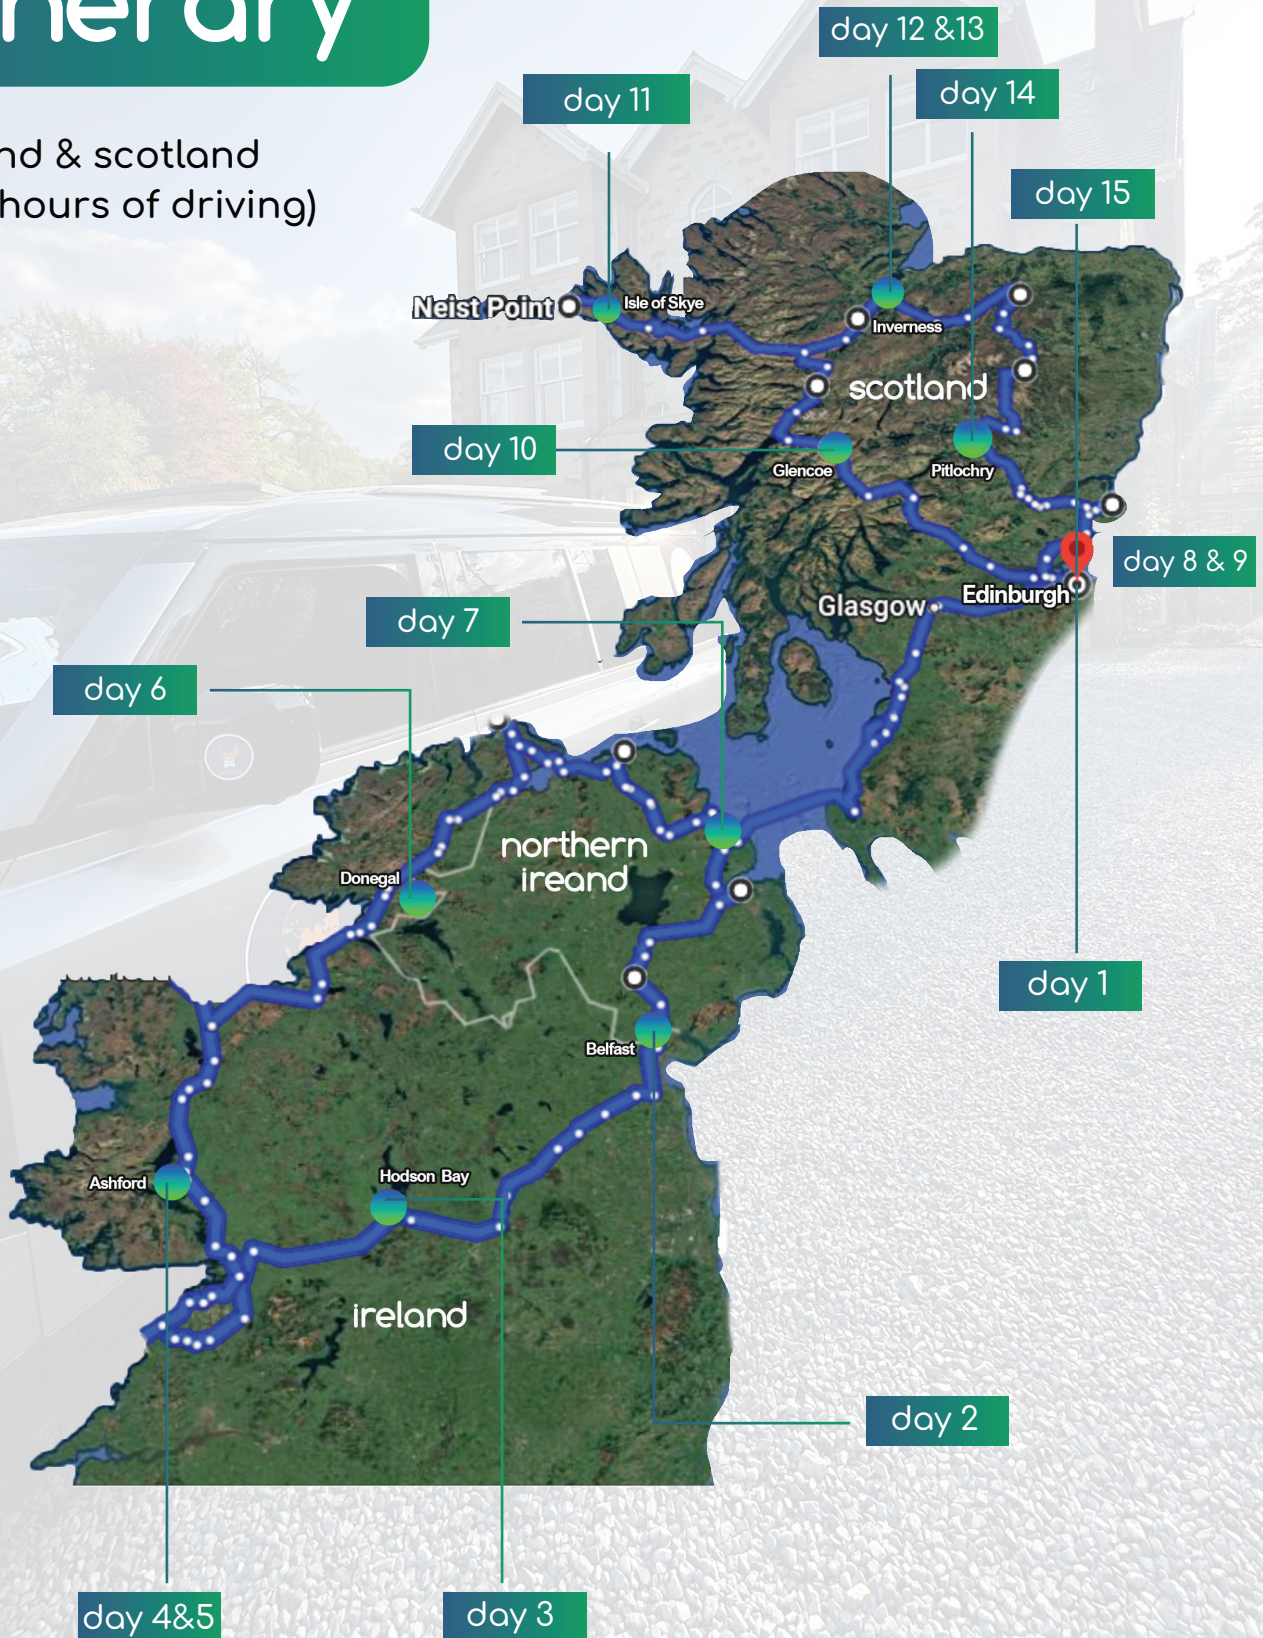 day 12 &13
day 11
day 14
nd & scotland
day 15
hours of driving)
Neist Point
Isle of Skye
Inverness
scotland
day 10
Glencoe
Pitlochry
day 8 & 9
Edinburgh
Glasgow
day 7
day 6
northern
ireand
Donegal
day 1
Belfast
Hodson Bay
Ashford
ireland
day 2
day 4&5
day 3